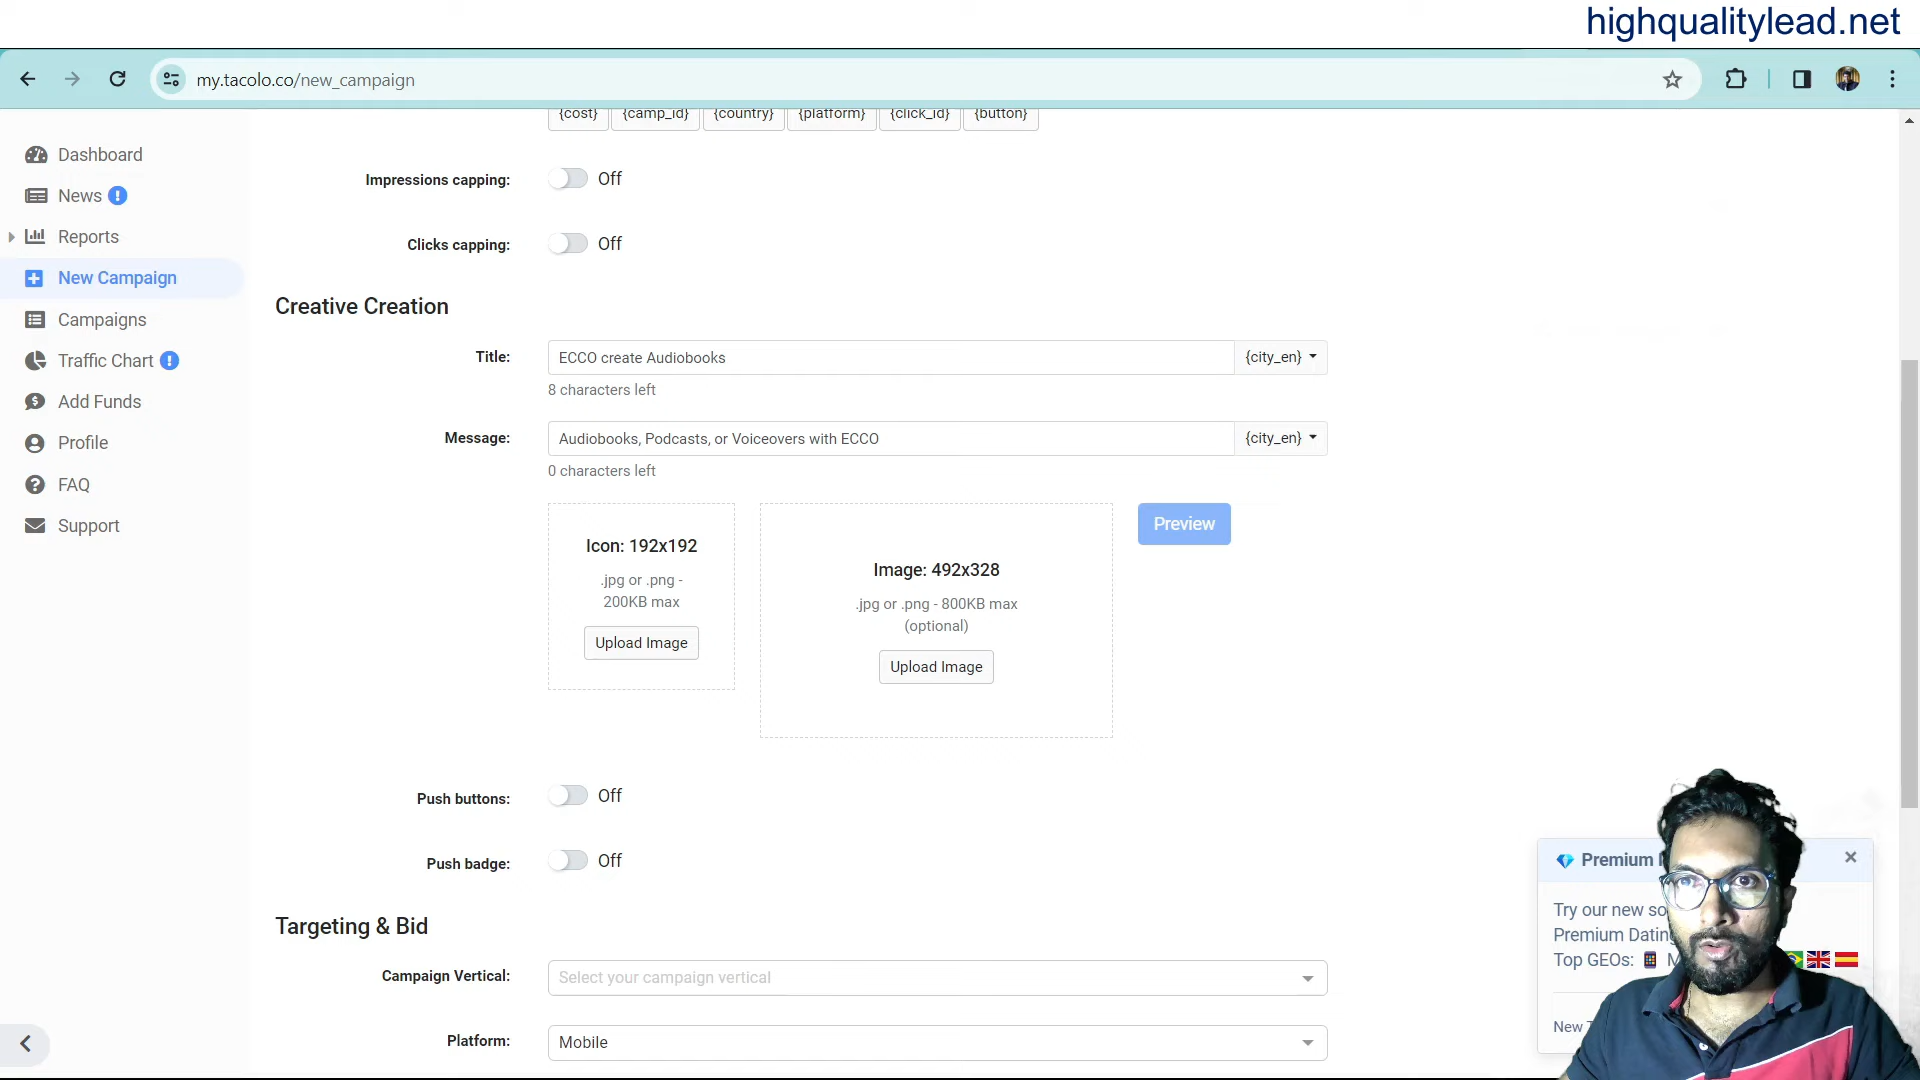 highqualitylead.net
my.tacolo.co/new_campaign
{cost} {camp_id} {country} {platform} {click_id} {button}
Dashboard
News
Reports
New Campaign
Campaigns
Traffic Chart
Add Funds
Profile
FAQ
Support
Impressions capping: Off
Clicks capping: Off
Creative Creation
Title: ECCO create Audiobooks {city_en}
8 characters left
Message: Audiobooks, Podcasts, or Voiceovers with ECCO {city_en}
0 characters left
Icon: 192x192
.jpg or .png -
200KB max
Upload Image
Image: 492x328
.jpg or .png - 800KB max
(optional)
Upload Image
Preview
Push buttons: Off
Push badge: Off
Targeting & Bid
Campaign Vertical: Select your campaign vertical
Platform: Mobile
Premium
Try our new
Premium Dating
Top GEOs:
New